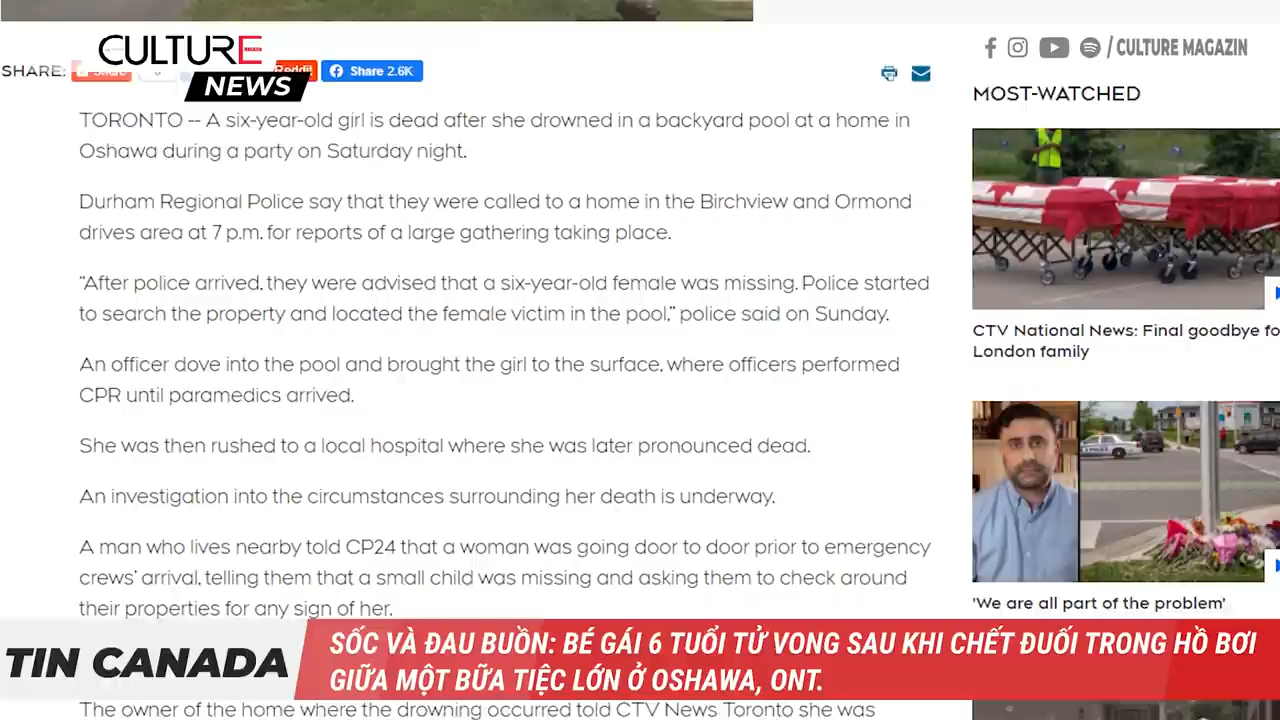 CULTURE
NEWS
/ CULTURE MAGAZIN
SHARE:
Share
Reddit
Share 2.6K
MOST-WATCHED
TORONTO -- A six-year-old girl is dead after she drowned in a backyard pool at a home in
Oshawa during a party on Saturday night.
Durham Regional Police say that they were called to a home in the Birchview and Ormond
drives area at 7 p.m. for reports of a large gathering taking place.
“After police arrived, they were advised that a six-year-old female was missing. Police started
to search the property and located the female victim in the pool,” police said on Sunday.
An officer dove into the pool and brought the girl to the surface, where officers performed
CPR until paramedics arrived.
She was then rushed to a local hospital where she was later pronounced dead.
An investigation into the circumstances surrounding her death is underway.
A man who lives nearby told CP24 that a woman was going door to door prior to emergency
crews’ arrival, telling them that a small child was missing and asking them to check around
their properties for any sign of her.
The owner of the home where the drowning occurred told CTV News Toronto she was
CTV National News: Final goodbye fo
London family
'We are all part of the problem'
TIN CANADA
SỐC VÀ ĐAU BUỒN: BÉ GÁI 6 TUỔI TỬ VONG SAU KHI CHẾT ĐUỐI TRONG HỒ BƠI
GIỮA MỘT BỮA TIỆC LỚN Ở OSHAWA, ONT.